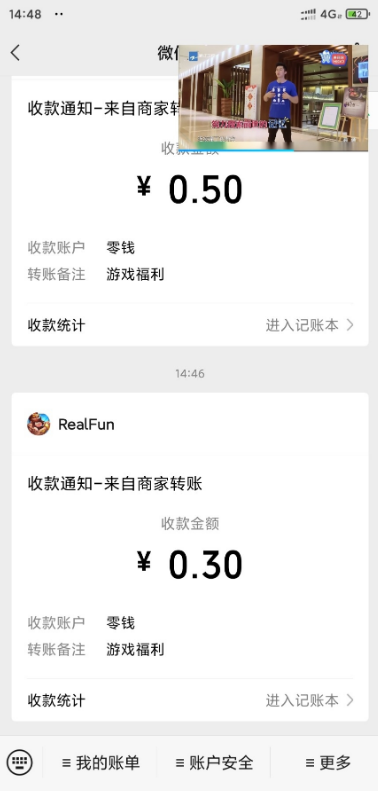 14:48
4G
42
微信
收款通知-来自商家转
收款金额
¥ 0.50
收款账户 零钱
转账备注 游戏福利
收款统计 进入记账本
14:46
RealFun
收款通知-来自商家转账
收款金额
¥ 0.30
收款账户 零钱
转账备注 游戏福利
收款统计 进入记账本
我的账单 账户安全 更多